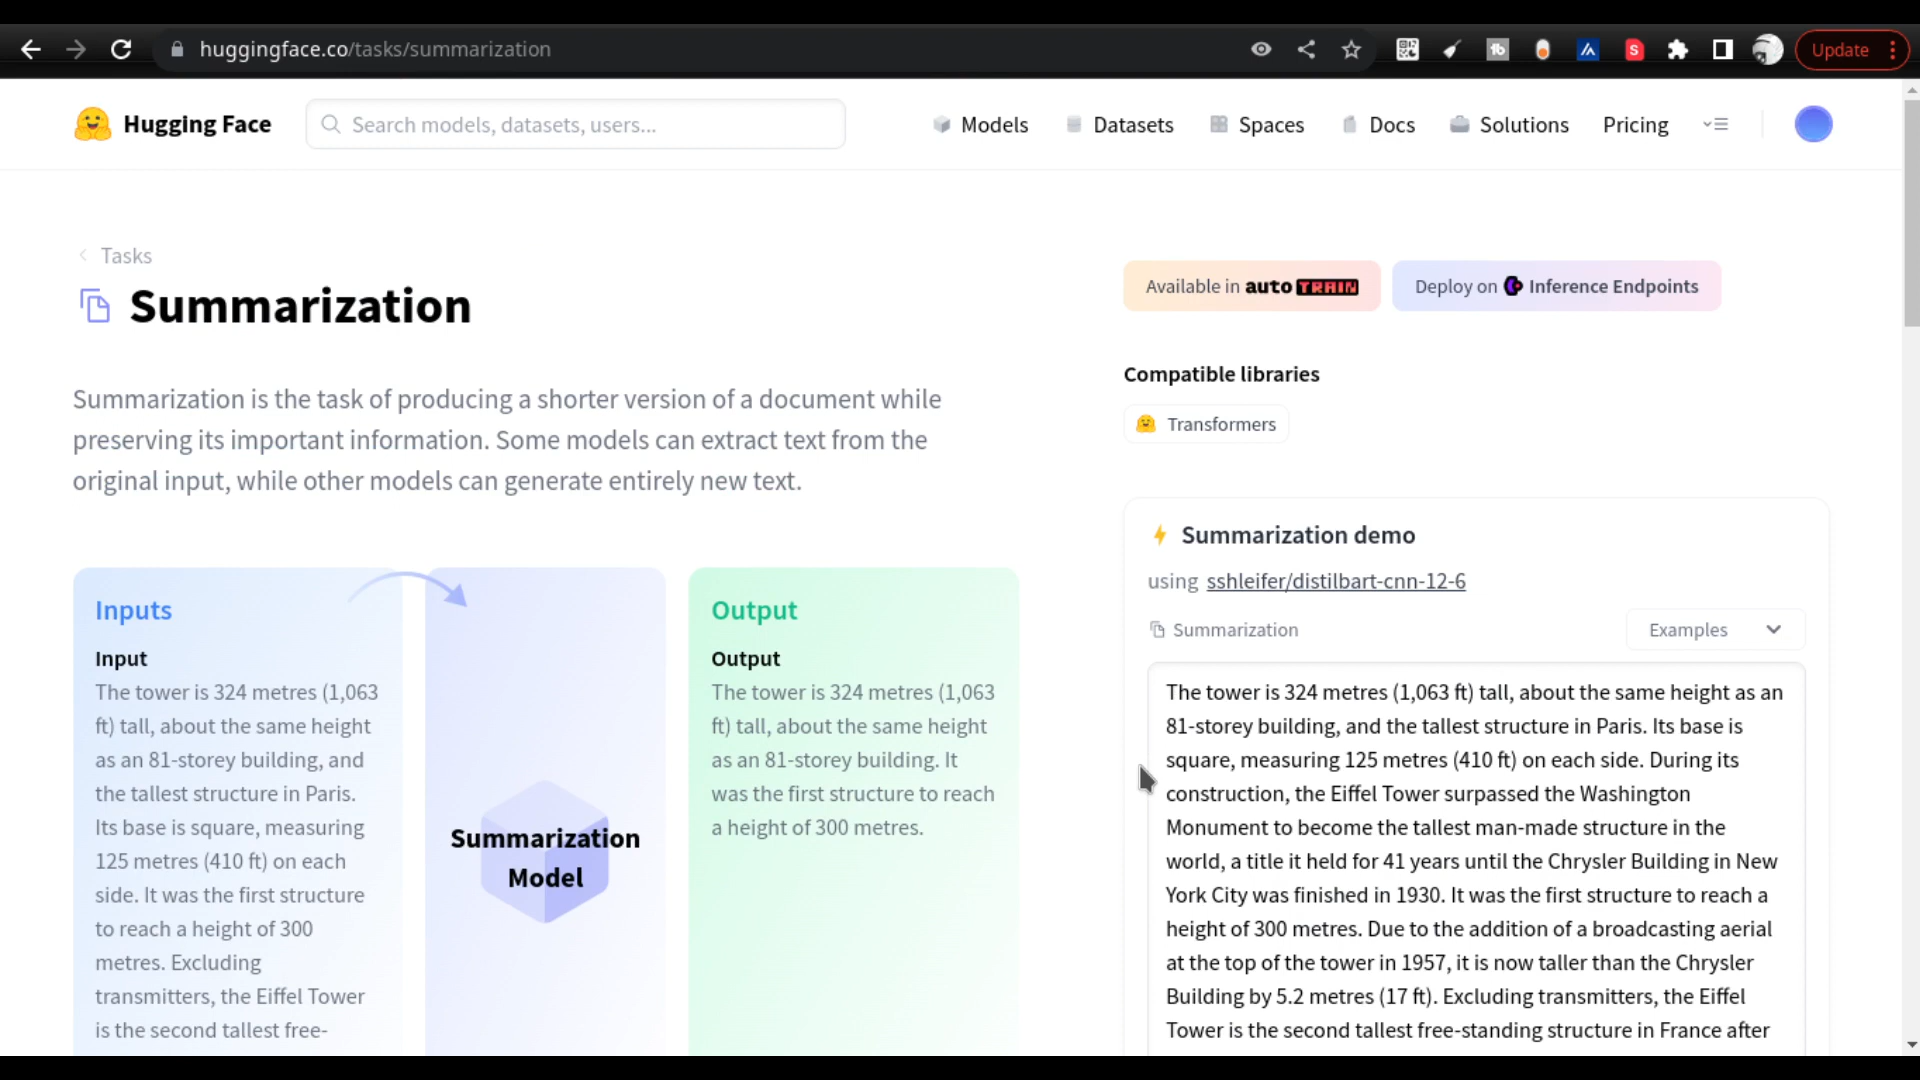 huggingface.co/tasks/summarization
Update
Hugging Face
Search models, datasets, users...
Models
Datasets
Spaces
Docs
Solutions
Pricing
Tasks
Summarization
Summarization is the task of producing a shorter version of a document while
preserving its important information. Some models can extract text from the
original input, while other models can generate entirely new text.
Inputs
Input
The tower is 324 metres (1,063
ft) tall, about the same height
as an 81-storey building, and
the tallest structure in Paris.
Its base is square, measuring
125 metres (410 ft) on each
side. It was the first structure
to reach a height of 300
metres. Excluding
transmitters, the Eiffel Tower
is the second tallest free-
Summarization
Model
Output
Output
The tower is 324 metres (1,063
ft) tall, about the same height
as an 81-storey building. It
was the first structure to reach
a height of 300 metres.
Available in auto TRAIN
Deploy on Inference Endpoints
Compatible libraries
Transformers
Summarization demo
using sshleifer/distilbart-cnn-12-6
Summarization
Examples
The tower is 324 metres (1,063 ft) tall, about the same height as an
81-storey building, and the tallest structure in Paris. Its base is
square, measuring 125 metres (410 ft) on each side. During its
construction, the Eiffel Tower surpassed the Washington
Monument to become the tallest man-made structure in the
world, a title it held for 41 years until the Chrysler Building in New
York City was finished in 1930. It was the first structure to reach a
height of 300 metres. Due to the addition of a broadcasting aerial
at the top of the tower in 1957, it is now taller than the Chrysler
Building by 5.2 metres (17 ft). Excluding transmitters, the Eiffel
Tower is the second tallest free-standing structure in France after